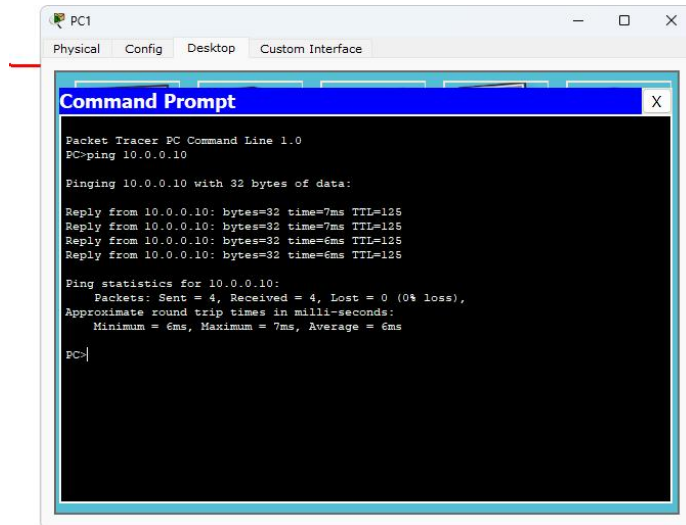 PC1
Physical Config Desktop Custom Interface
Command Prompt
X
Packet Tracer PC Command Line 1.0
PC>ping 10.0.0.10
Pinging 10.0.0.10 with 32 bytes of data:
Reply from 10.0.0.10: bytes=32 time=7ms TTL=125
Reply from 10.0.0.10: bytes=32 time=7ms TTL=125
Reply from 10.0.0.10: bytes=32 time=6ms TTL=125
Reply from 10.0.0.10: bytes=32 time=6ms TTL=125
Ping statistics for 10.0.0.10:
Packets: Sent = 4, Received = 4, Lost = 0 (0% loss),
Approximate round trip times in milli-seconds:
Minimum = 6ms, Maximum = 7ms, Average = 6ms
PC>